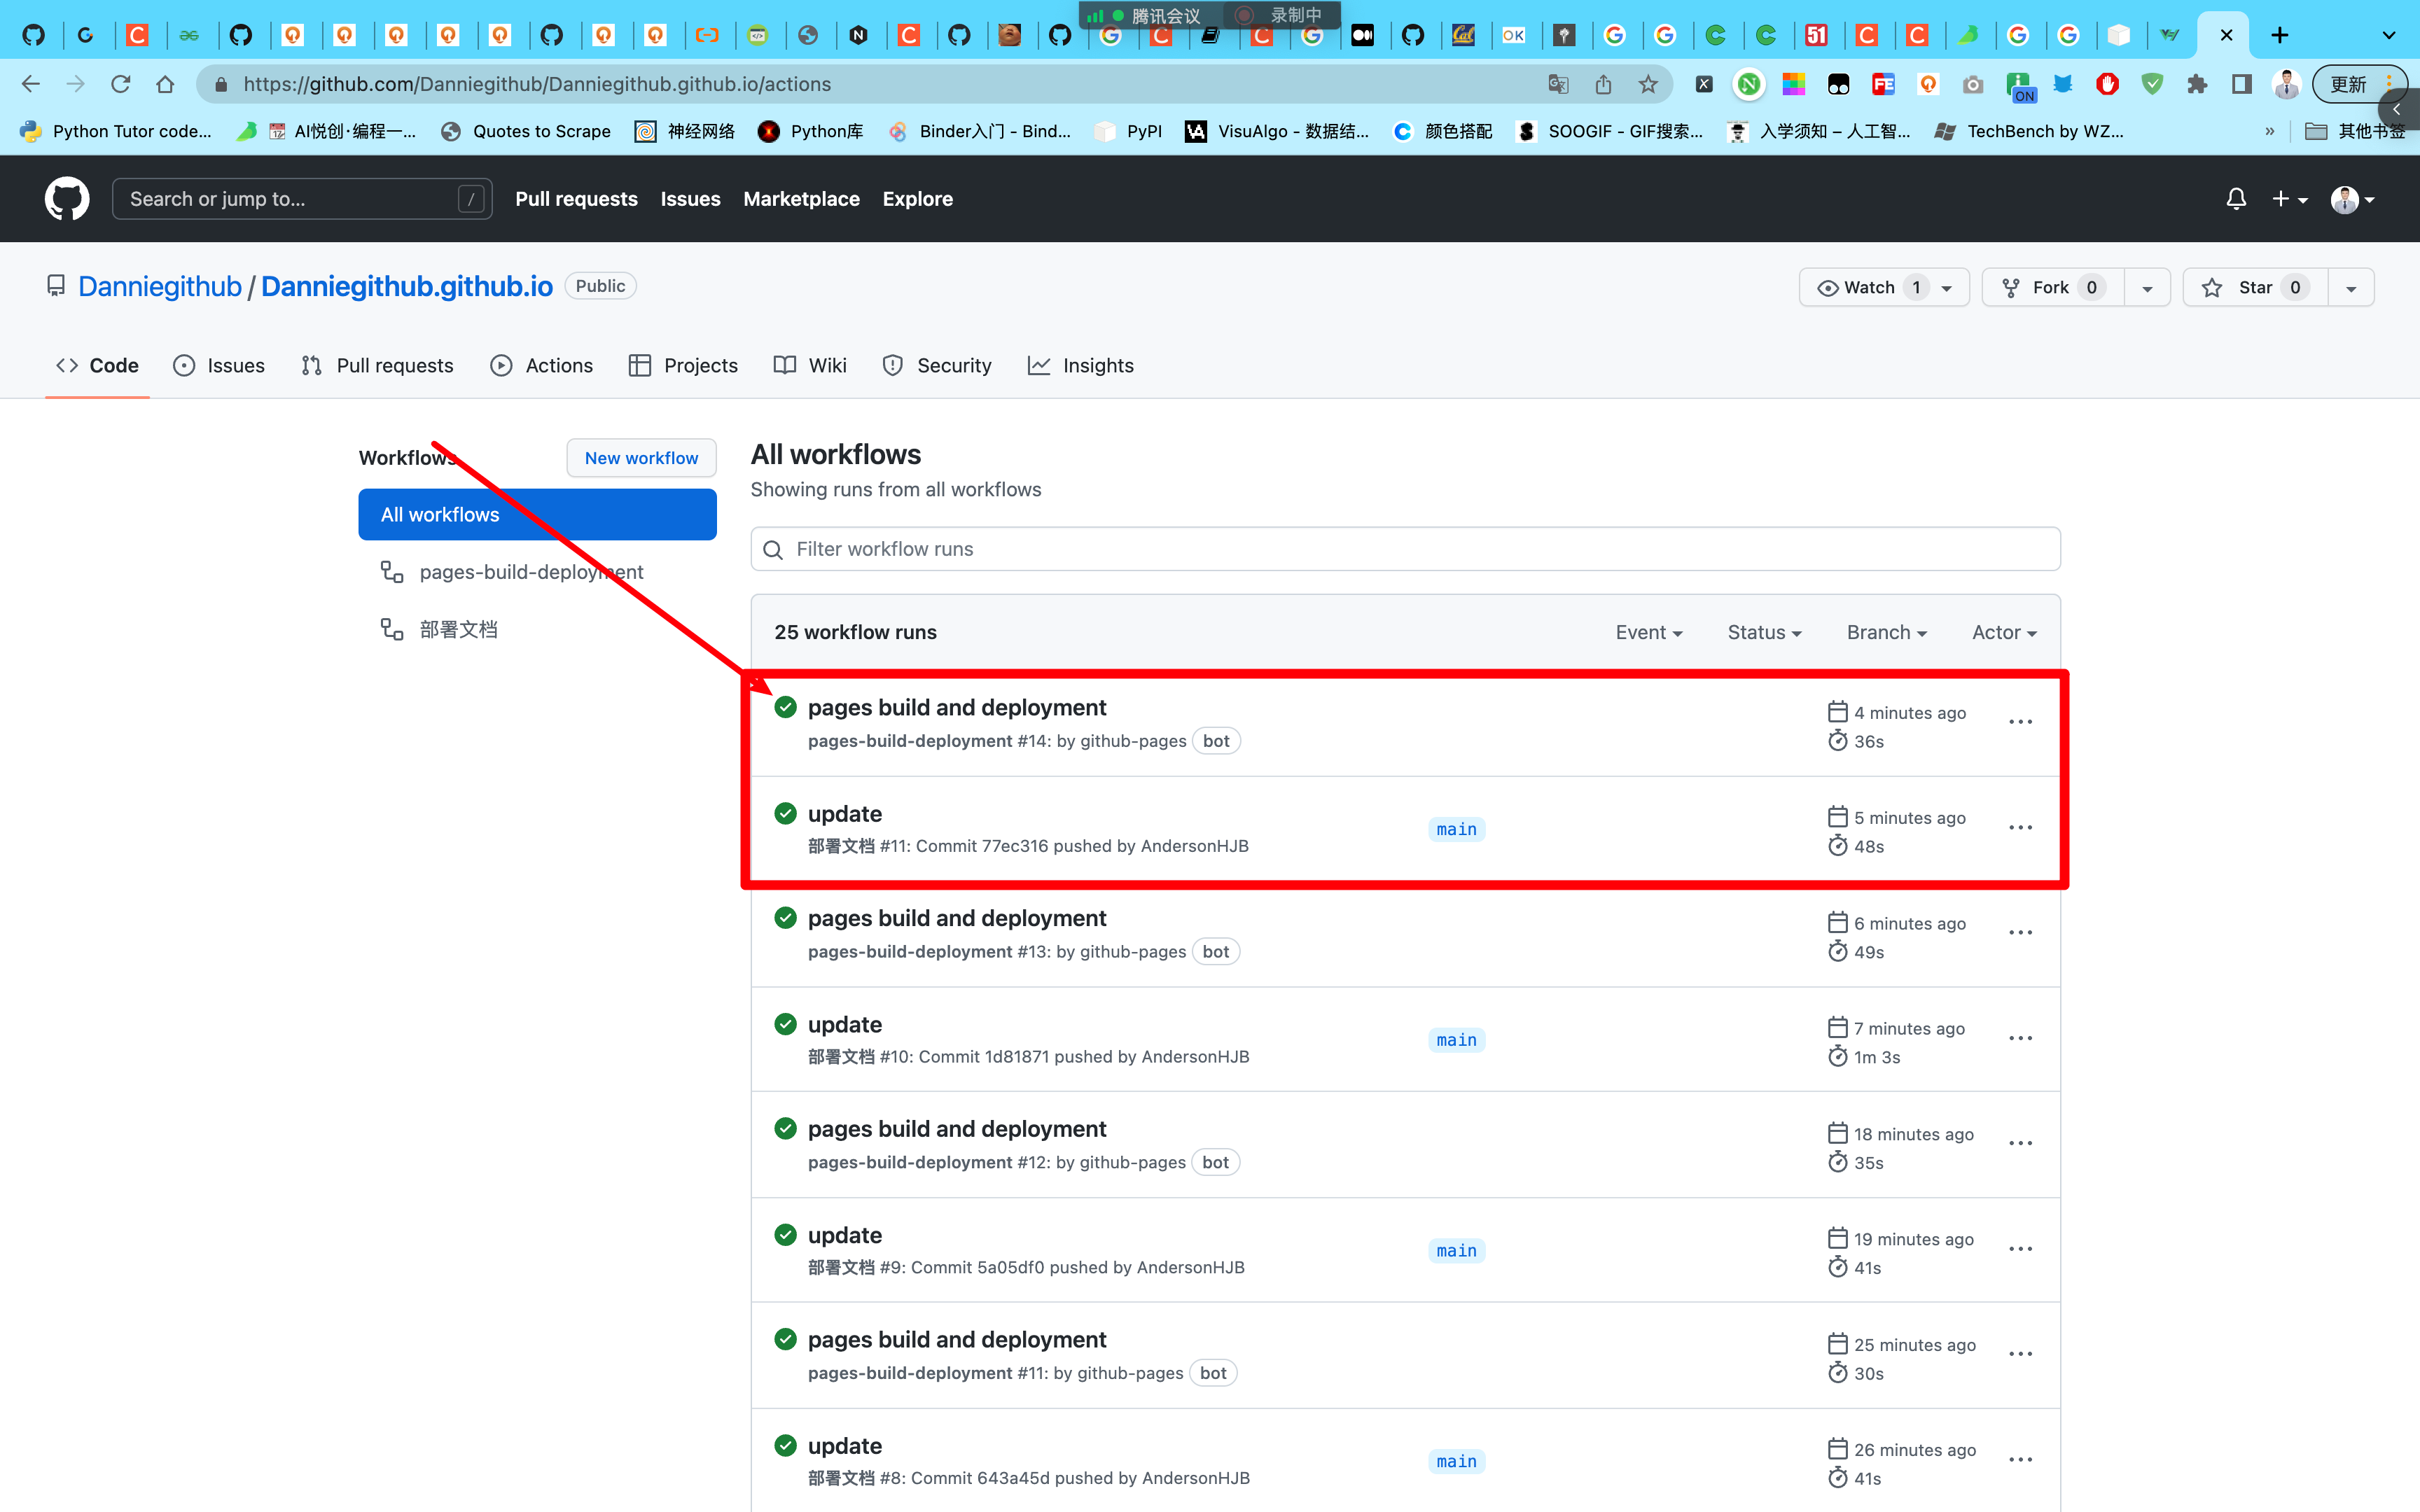 腾讯会议 录制中
https://github.com/Danniegithub/Danniegithub.github.io/actions
ON
更新
Python Tutor code...
AI悦创·编程一...
Quotes to Scrape
神经网络
Python库
Binder入门 - Bind...
PyPI
VisuAlgo - 数据结...
颜色搭配
SOOGIF - GIF搜索...
入学须知 – 人工智...
TechBench by WZ...
»
其他书签
Search or jump to...
/
Pull requests
Issues
Marketplace
Explore
Danniegithub / Danniegithub.github.io
Public
Watch 1
Fork 0
Star 0
Code
Issues
Pull requests
Actions
Projects
Wiki
Security
Insights
Workflows
New workflow
All workflows
pages-build-deployment
部署文档
All workflows
Showing runs from all workflows
Filter workflow runs
25 workflow runs
Event
Status
Branch
Actor
pages build and deployment
pages-build-deployment #14: by github-pages bot
4 minutes ago
36s
update
部署文档 #11: Commit 77ec316 pushed by AndersonHJB
main
5 minutes ago
48s
pages build and deployment
pages-build-deployment #13: by github-pages bot
6 minutes ago
49s
update
部署文档 #10: Commit 1d81871 pushed by AndersonHJB
main
7 minutes ago
1m 3s
pages build and deployment
pages-build-deployment #12: by github-pages bot
18 minutes ago
35s
update
部署文档 #9: Commit 5a05df0 pushed by AndersonHJB
main
19 minutes ago
41s
pages build and deployment
pages-build-deployment #11: by github-pages bot
25 minutes ago
30s
update
部署文档 #8: Commit 643a45d pushed by AndersonHJB
main
26 minutes ago
41s